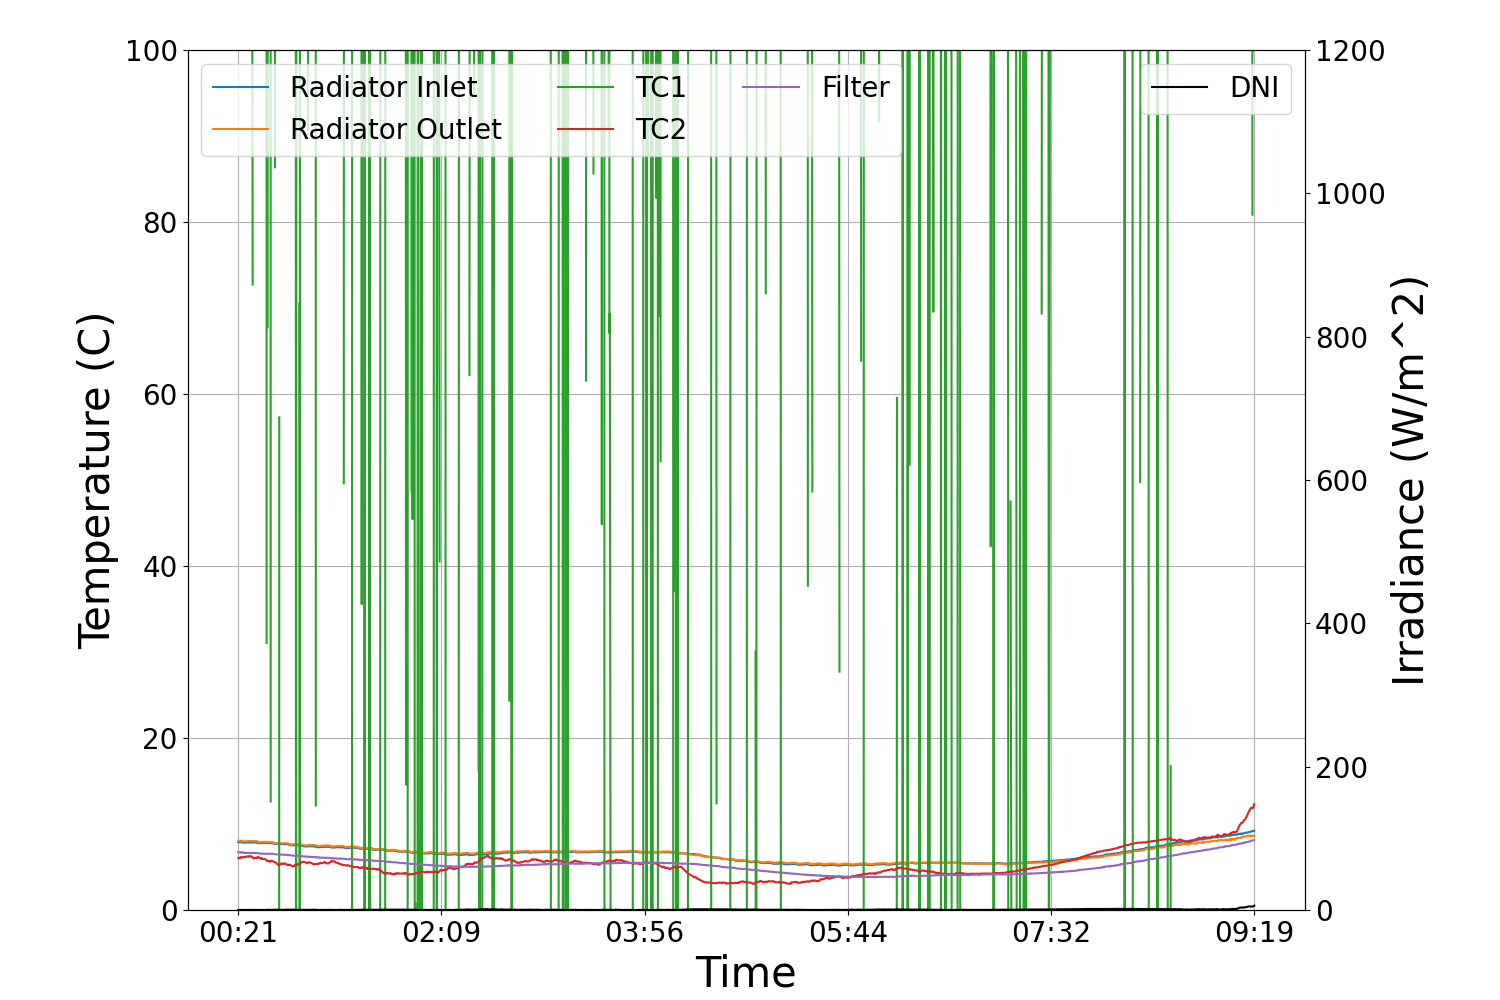 100
80
60
40
20
0
Temperature (C)
Radiator Inlet
Radiator Outlet
TC1
TC2
Filter
DNI
1200
1000
800
600
400
200
0
Irradiance (W/m^2)
00:21 02:09 03:56 05:44 07:32 09:19
Time